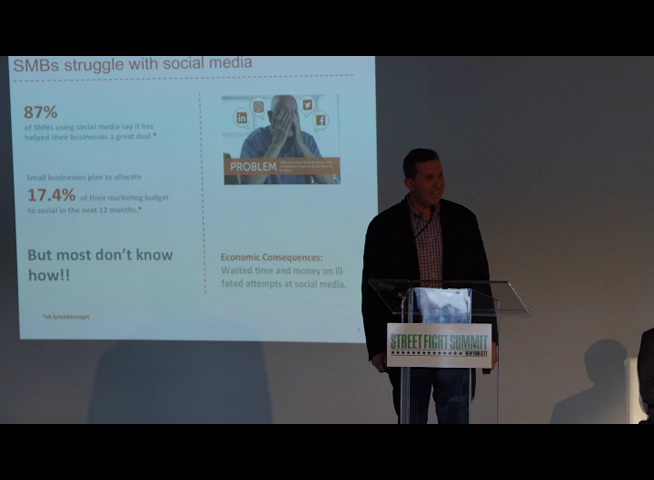 SMBs struggle with social media
87%
of SMBs using social media say it has
helped their businesses a great deal.*
Small businesses plan to allocate
17.4% of their marketing budget
to social in the next 12 months.*
But most don't know
how!!
PROBLEM
Economic Consequences:
Wasted time and money on ill-
fated attempts at social media.
STREET FIGHT SUMMIT
NEW YORK CITY